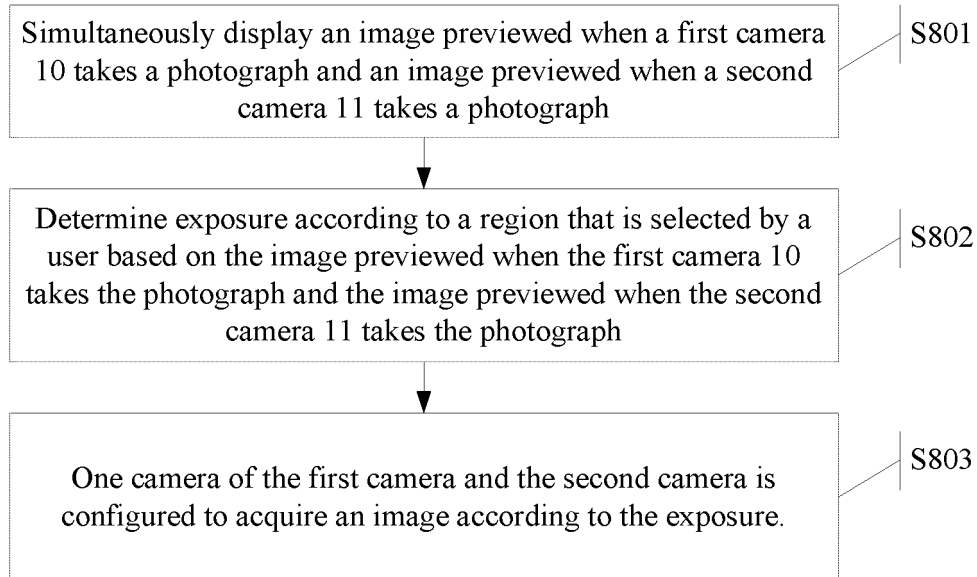 Simultaneously display an image previewed when a first camera
10 takes a photograph and an image previewed when a second
camera 11 takes a photograph
S801
Determine exposure according to a region that is selected by a
user based on the image previewed when the first camera 10
takes the photograph and the image previewed when the second
camera 11 takes the photograph
S802
One camera of the first camera and the second camera is
configured to acquire an image according to the exposure.
S803